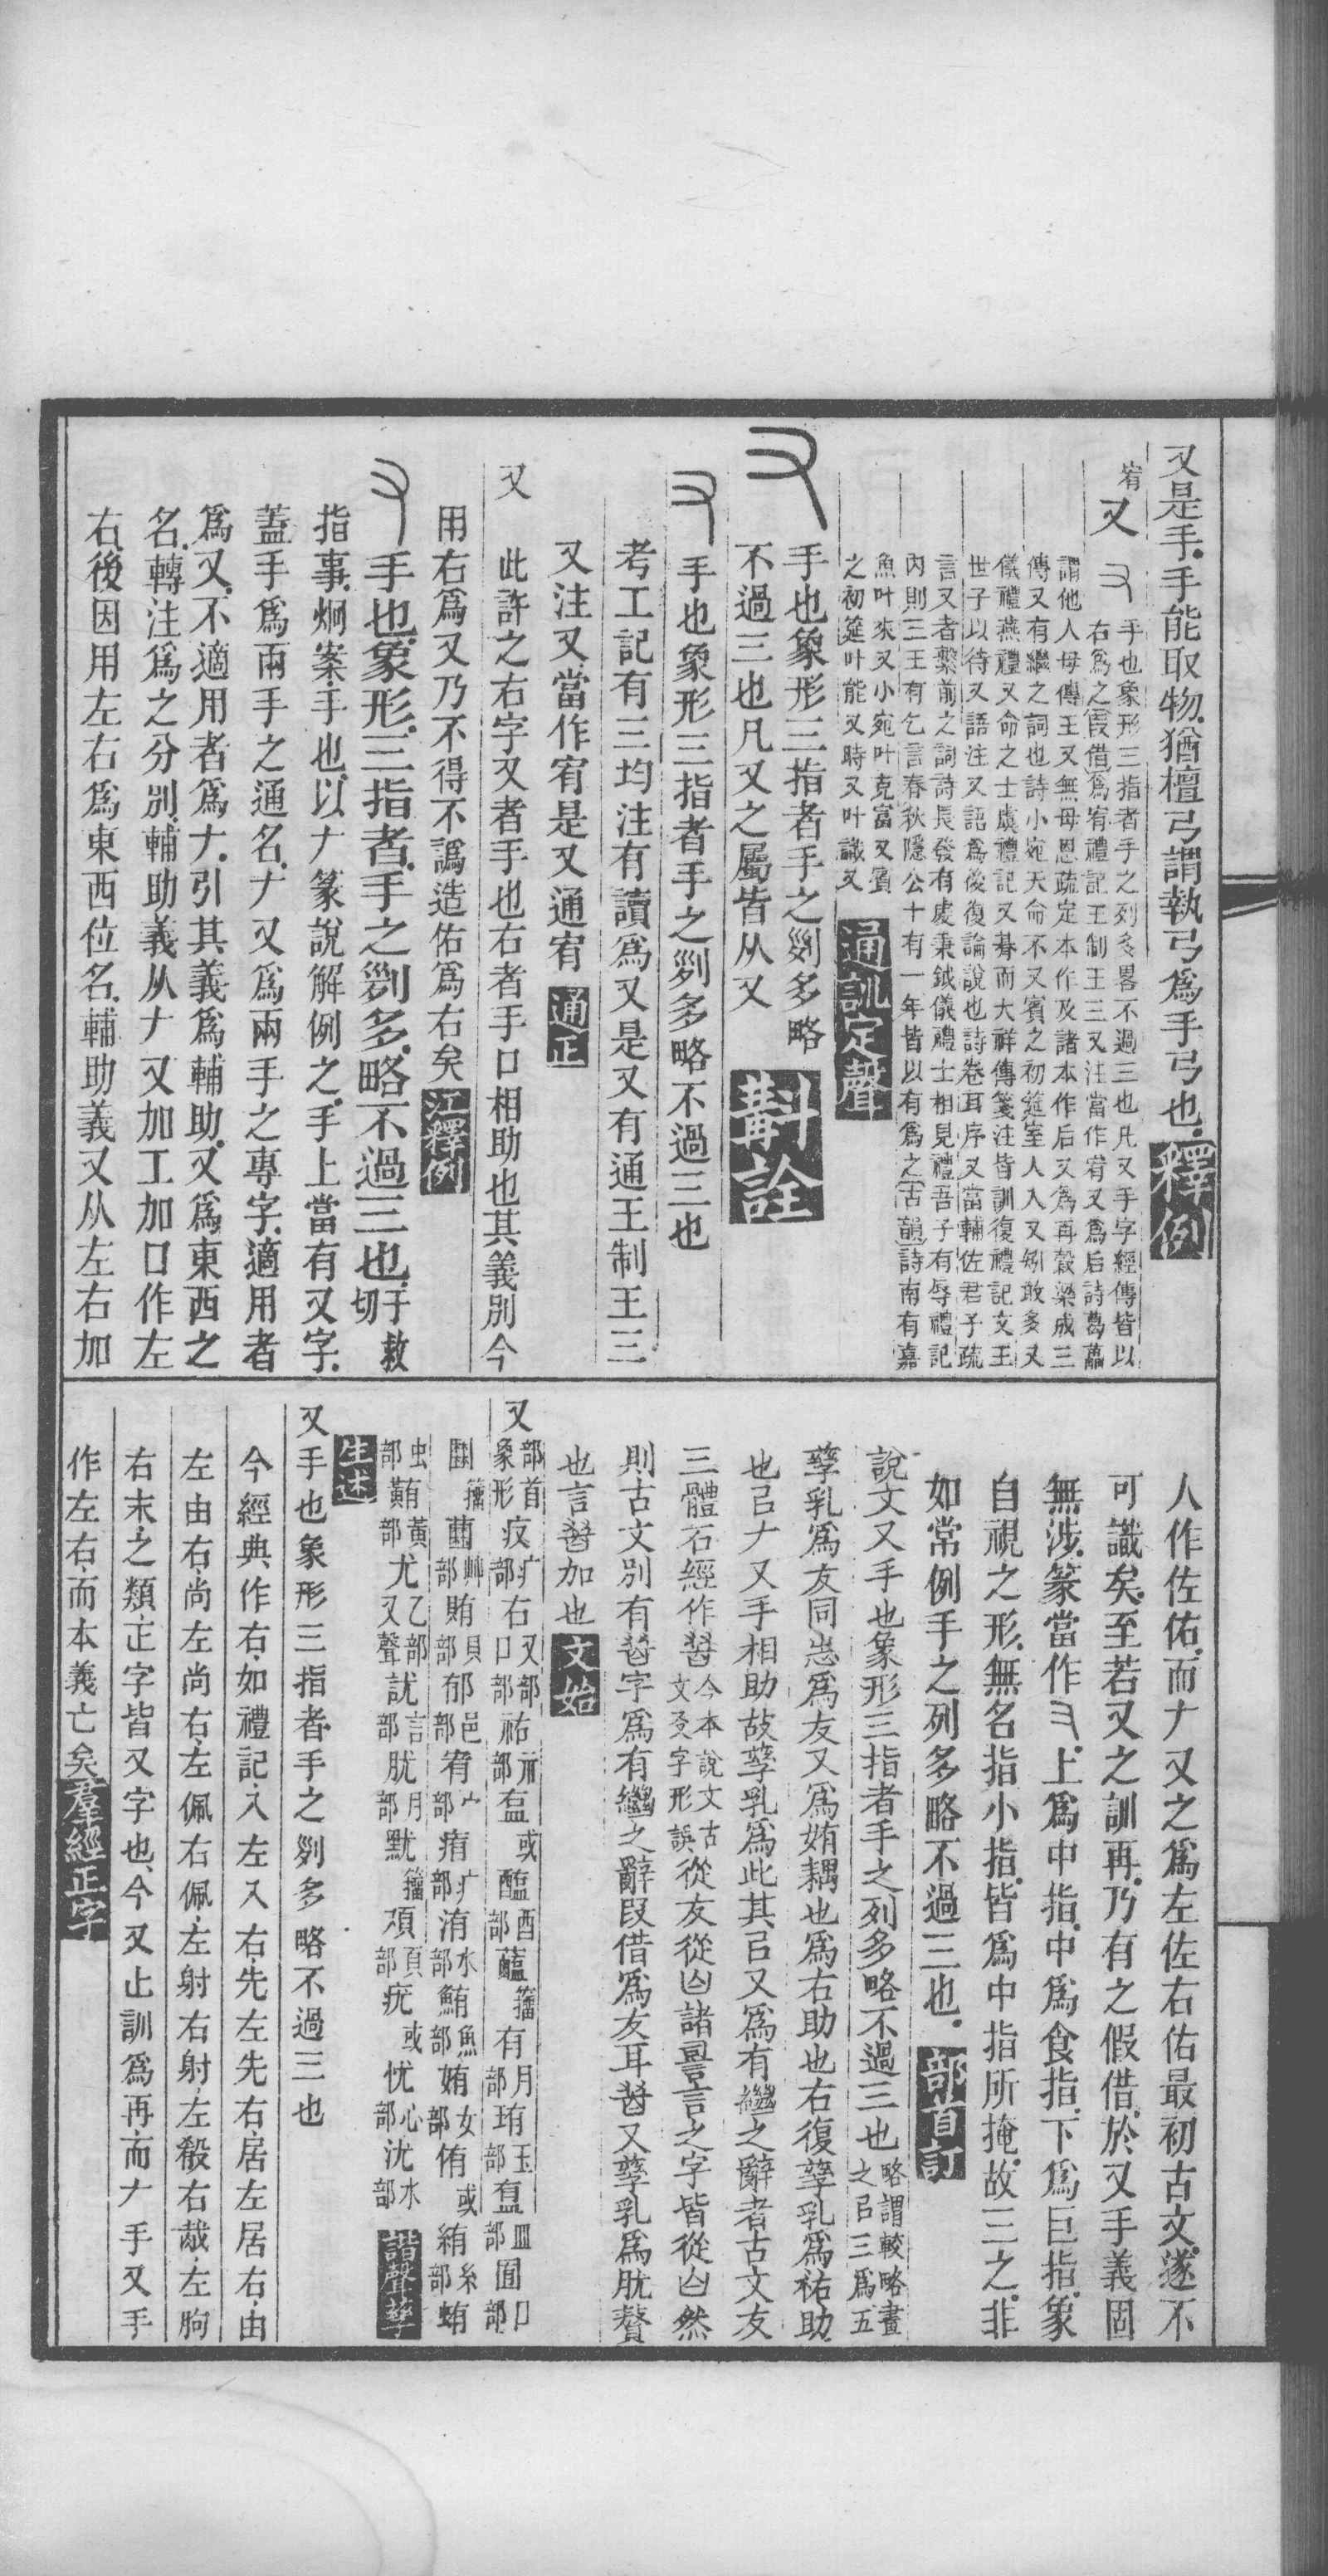 又是手.手能取物.猶檀弓謂執弓爲手弓也.釋例
宥又
手也象形三指者手之列多畧不過三也凡又手字經傳皆以
右爲之叚借爲宥禮記王制王三又注當作宥又爲后詩葛藟
謂他人母傳王又無母恩疏定本作及諸本作后又爲再穀梁成三
傳又有繼之詞也詩小宛天命不又賓之初筵室人入又矧敢多又
儀禮燕禮又命之士虞禮記又朞而大祥傳箋注皆訓復禮記文王
世子以待又語注又語爲後復論說也詩卷耳序又當輔佐君子疏
言又者繫前之詞詩長發有虔秉鉞儀禮士相見禮吾子有辱禮記
內則三王有乞言春秋隱公十有一年皆以有爲之古韻詩南有嘉
魚叶來又小宛叶克富又賓
之初筵叶能又時又叶識又
通訓定聲
手也象形三指者手之𠛱多略
不過三也凡又之屬皆从又
斠詮
手也象形三指者手之𠛱多略不過三也
考工記有三均注有讀爲又是又有通王制王三
又注又當作宥是又通宥通正
又 此許之右字又者手也右者手口相助也其義別今
用右爲又乃不得不譌造佑爲右矣江釋例
手也.象形.三指者.手之𠛱多.略不過三也.于救切
指事.炯案.手也.以𠂇篆說解例之.手上當有又字.
蓋手爲兩手之通名.𠂇又爲兩手之專字.適用者
爲又.不適用者爲𠂇.引其義爲輔助.又爲東西之
名.轉注爲之分別.輔助義从𠂇又加工加口作左
右.後因用左右爲東西位名.輔助義又从左右加
人作佐佑.而𠂇又之爲左佐右佑最初古文.遂不
可識矣.至若又之訓再.乃有之假借.於又手義固
無涉.篆當作.上爲中指.中爲食指.下爲巨指.象
自視之形.無名指小指.皆爲中指所掩.故三之.非
如常例手之列多略不過三也.部首訂
說文又手也象形三指者手之列多略不過三也略謂較略畫之㠯三爲五
孳乳爲友同志爲友又爲姷耦也爲右助也右復孳乳爲祐助
也㠯𠂇又手相助故孳乳爲此其㠯又爲有繼之辭者古文友
三體石經作今本說文古文友字形誤從友從凵諸言之字皆從凵然
則古文別有字爲有繼之辭叚借爲友耳又孳乳爲肬贅
也言加也文始
又部首象形疫疒部右又部口部祐示部䀁或醢酉部籀有月部珛玉部䀁皿部囿囗部
籀䓴艸部賄貝部郁邑部宥宀部痏疒部洧水部鮪魚部姷女部侑或絠糸部蛕
虫部黃部尤乙部又聲訧言部肬月部籀頄頁部疣或忧心部沋水部諧聲孳
生述
又手也象形三指者手之𠛱多略不過三也
今經典作右.如禮記.入左入右.先左先右.居左居右.由
左由右.尚左尚右.左佩右佩.左射右射.左殽右胾.左朐
右末.之類.正字皆又字也.今又止訓爲再.而𠂇手又手
作左右.而本義亡矣羣經正字